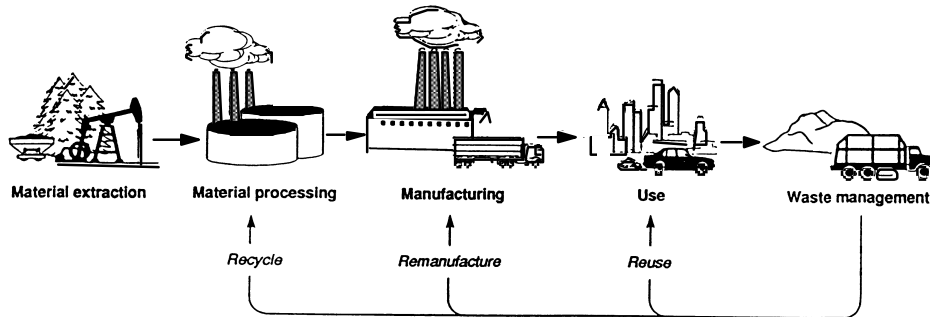 Material extraction
Material processing
Manufacturing
Use
Waste management
Recycle
Remanufacture
Reuse